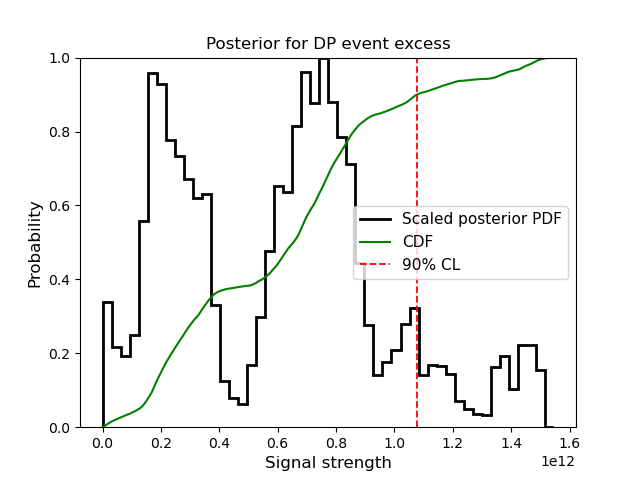 Posterior for DP event excess
1.0
0.8
0.6
0.4
0.2
0.0
Probability
Scaled posterior PDF
CDF
90% CL
0.0 0.2 0.4 0.6 0.8 1.0 1.2 1.4 1.6
1e12
Signal strength